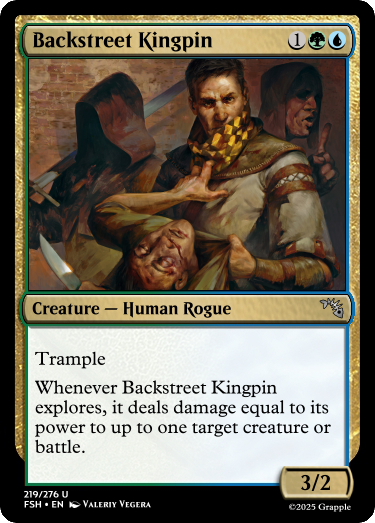 Backstreet Kingpin 1
Creature — Human Rogue
Trample
Whenever Backstreet Kingpin
explores, it deals damage equal to its
power to up to one target creature or
battle.
3/2
219/276 U
FSH • EN Valeriy Vegera
©2025 Grapple